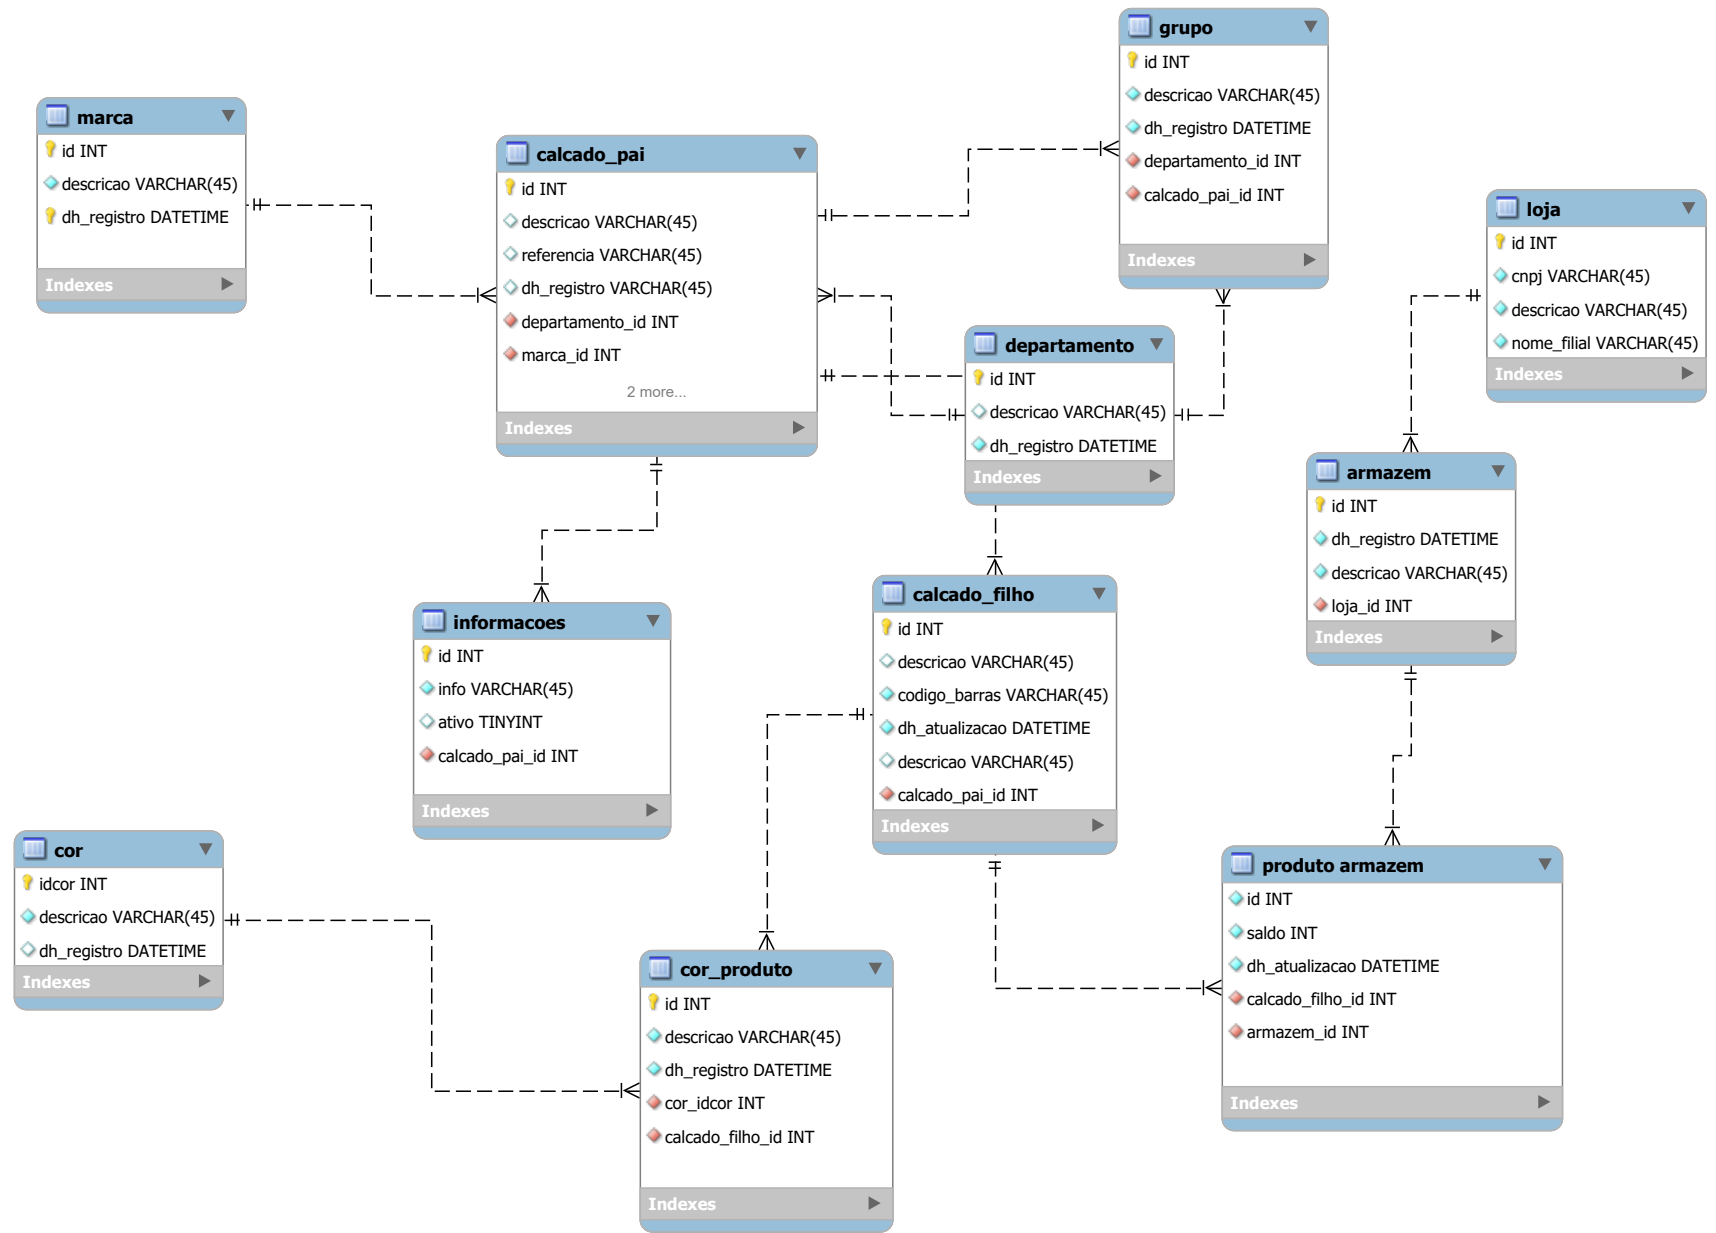 marca
id INT
descricao VARCHAR(45)
dh_registro DATETIME
Indexes
calcado_pai
id INT
descricao VARCHAR(45)
referencia VARCHAR(45)
dh_registro VARCHAR(45)
departamento_id INT
marca_id INT
2 more...
Indexes
grupo
id INT
descricao VARCHAR(45)
dh_registro DATETIME
departamento_id INT
calcado_pai_id INT
Indexes
loja
id INT
cnpj VARCHAR(45)
descricao VARCHAR(45)
nome_filial VARCHAR(45)
Indexes
departamento
id INT
descricao VARCHAR(45)
dh_registro DATETIME
Indexes
armazem
id INT
dh_registro DATETIME
descricao VARCHAR(45)
loja_id INT
Indexes
informacoes
id INT
info VARCHAR(45)
ativo TINYINT
calcado_pai_id INT
Indexes
calcado_filho
id INT
descricao VARCHAR(45)
codigo_barras VARCHAR(45)
dh_atualizacao DATETIME
descricao VARCHAR(45)
calcado_pai_id INT
Indexes
cor
idcor INT
descricao VARCHAR(45)
dh_registro DATETIME
Indexes
cor_produto
id INT
descricao VARCHAR(45)
dh_registro DATETIME
cor_idcor INT
calcado_filho_id INT
Indexes
produto armazem
id INT
saldo INT
dh_atualizacao DATETIME
calcado_filho_id INT
armazem_id INT
Indexes